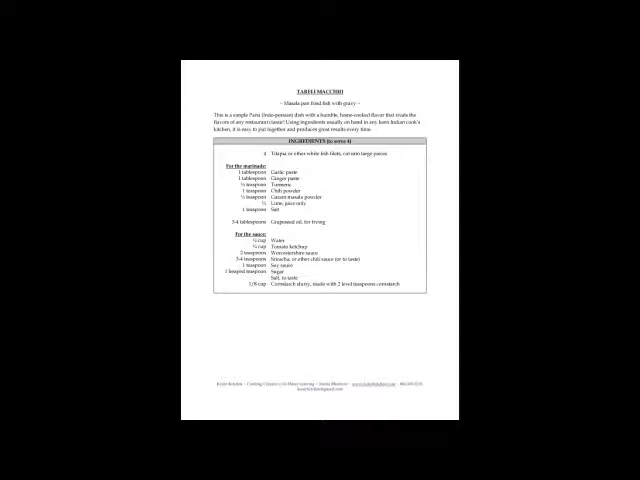 TARELI MACCHHI
~ Masala pan fried fish with gravy ~
This is a simple Parsi (Indo-persian) dish with a humble, home-cooked flavor that rivals the
flavors of any restaurant classic! Using ingredients usually on hand in any keen Indian cook's
kitchen, it is easy to put together and produces great results every time.
INGREDIENTS (to serve 4)
4 Tilapia or other white fish filets, cut into large pieces
For the marinade:
1 tablespoon Garlic paste
1 tablespoon Ginger paste
½ teaspoon Turmeric
1 teaspoon Chili powder
½ teaspoon Garam masala powder
½ Lime, juice only
1 teaspoon Salt
3-4 tablespoons Grapeseed oil, for frying
For the sauce:
½ cup Water
¼ cup Tomato ketchup
2 teaspoons Worcestershire sauce
3-4 teaspoons Sriracha, or other chili sauce (or to taste)
1 teaspoon Soy sauce
1 heaped teaspoon Sugar
Salt, to taste
1/8 cup Cornstarch slurry, made with 2 level teaspoons cornstarch
Kitchen ~ Cooking Classes